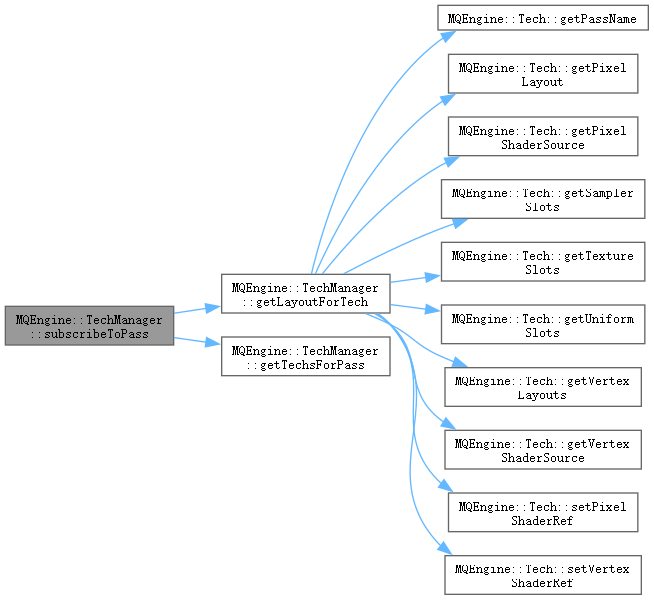 MQEngine::Tech::getPassName
MQEngine::Tech::getPixel
Layout
MQEngine::Tech::getPixel
ShaderSource
MQEngine::Tech::getSampler
Slots
MQEngine::Tech::getTexture
Slots
MQEngine::TechManager
::getLayoutForTech
MQEngine::TechManager
::subscribeToPass
MQEngine::Tech::getUniform
Slots
MQEngine::TechManager
::getTechsForPass
MQEngine::Tech::getVertex
Layouts
MQEngine::Tech::getVertex
ShaderSource
MQEngine::Tech::setPixel
ShaderRef
MQEngine::Tech::setVertex
ShaderRef